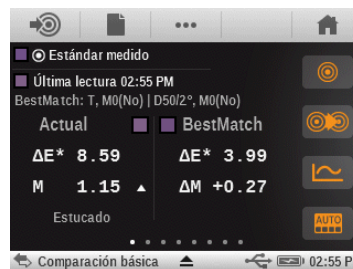 Estándar medido
Última lectura 02:55 PM
BestMatch: T, M0(No) | D50/2°, M0(No)
Actual BestMatch
ΔE* 8.59 ΔE* 3.99
M 1.15 ▲ ΔM +0.27
Estucado
AUTO
Comparación básica 02:55 P